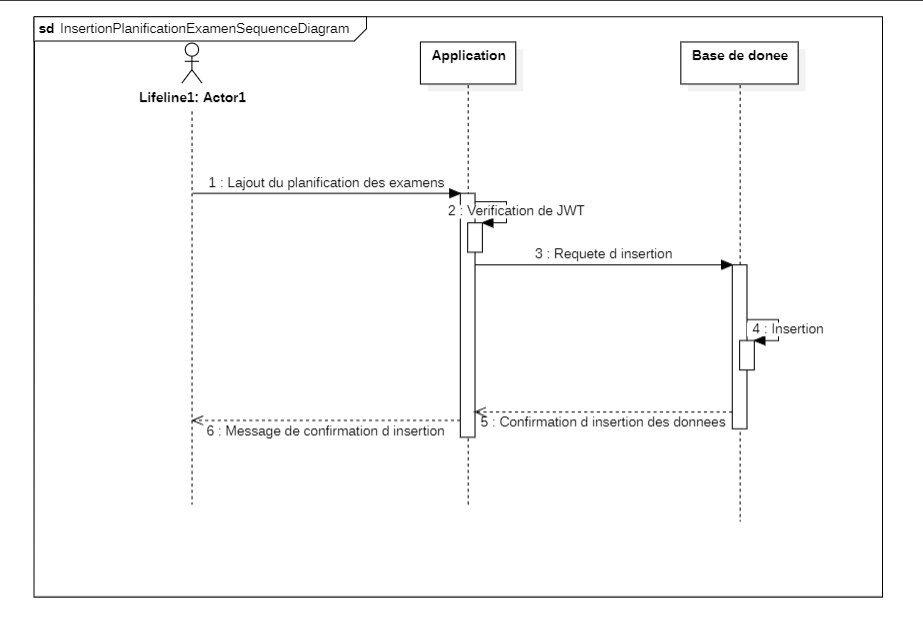 sd InsertionPlanificationExamenSequenceDiagram
Lifeline1: Actor1
Application
Base de donee
1 : Lajout du planification des examens
2 : Verification de JWT
3 : Requete d insertion
4 : Insertion
5 : Confirmation d insertion des donnees
6 : Message de confirmation d insertion